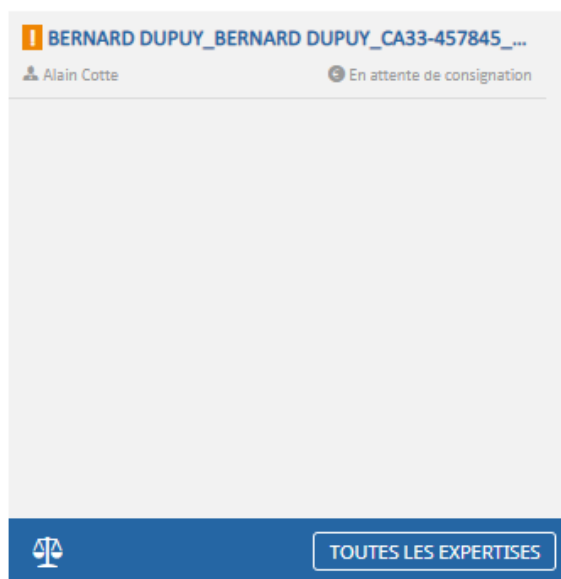 BERNARD DUPUY_BERNARD DUPUY_CA33-457845_...
Alain Cotte
En attente de consignation
TOUTES LES EXPERTISES